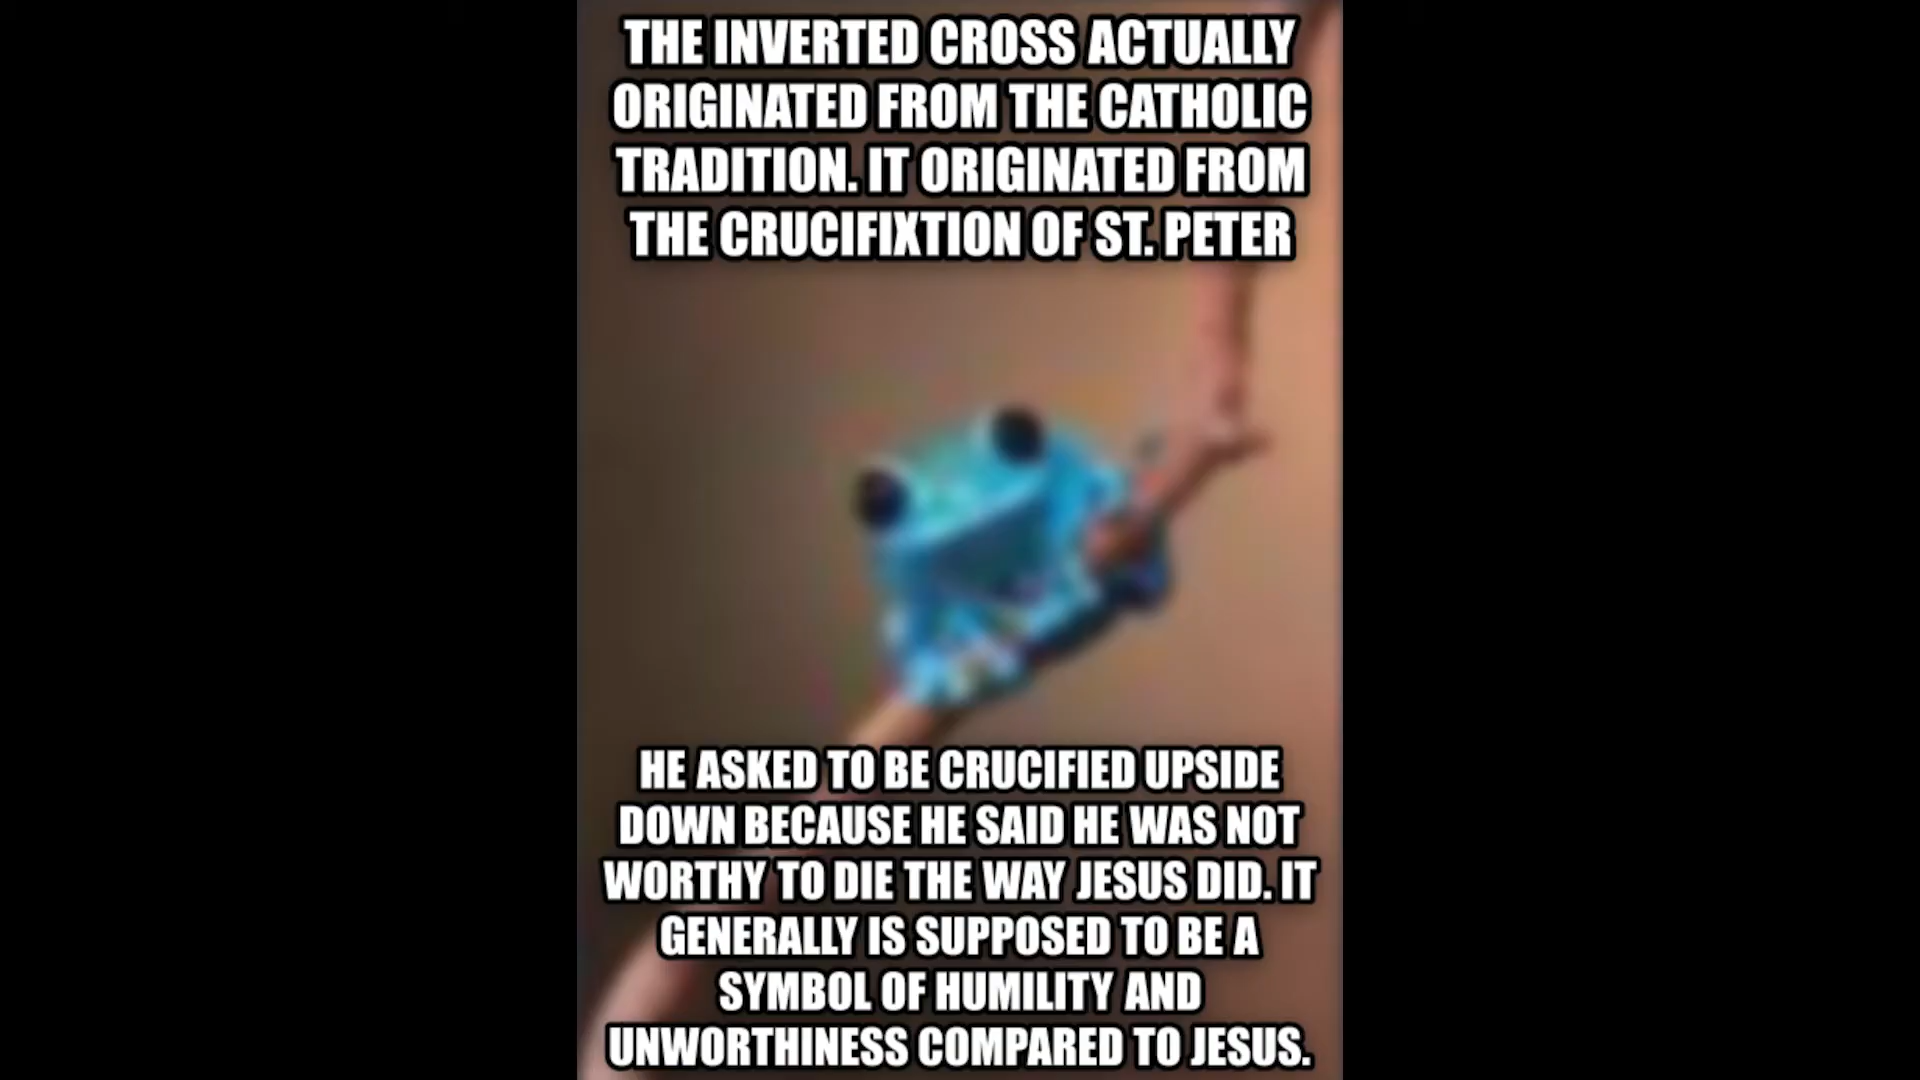 THE INVERTED CROSS ACTUALLY
ORIGINATED FROM THE CATHOLIC
TRADITION. IT ORIGINATED FROM
THE CRUCIFIXTION OF ST. PETER
HE ASKED TO BE CRUCIFIED UPSIDE
DOWN BECAUSE HE SAID HE WAS NOT
WORTHY TO DIE THE WAY JESUS DID. IT
GENERALLY IS SUPPOSED TO BE A
SYMBOL OF HUMILITY AND
UNWORTHINESS COMPARED TO JESUS.